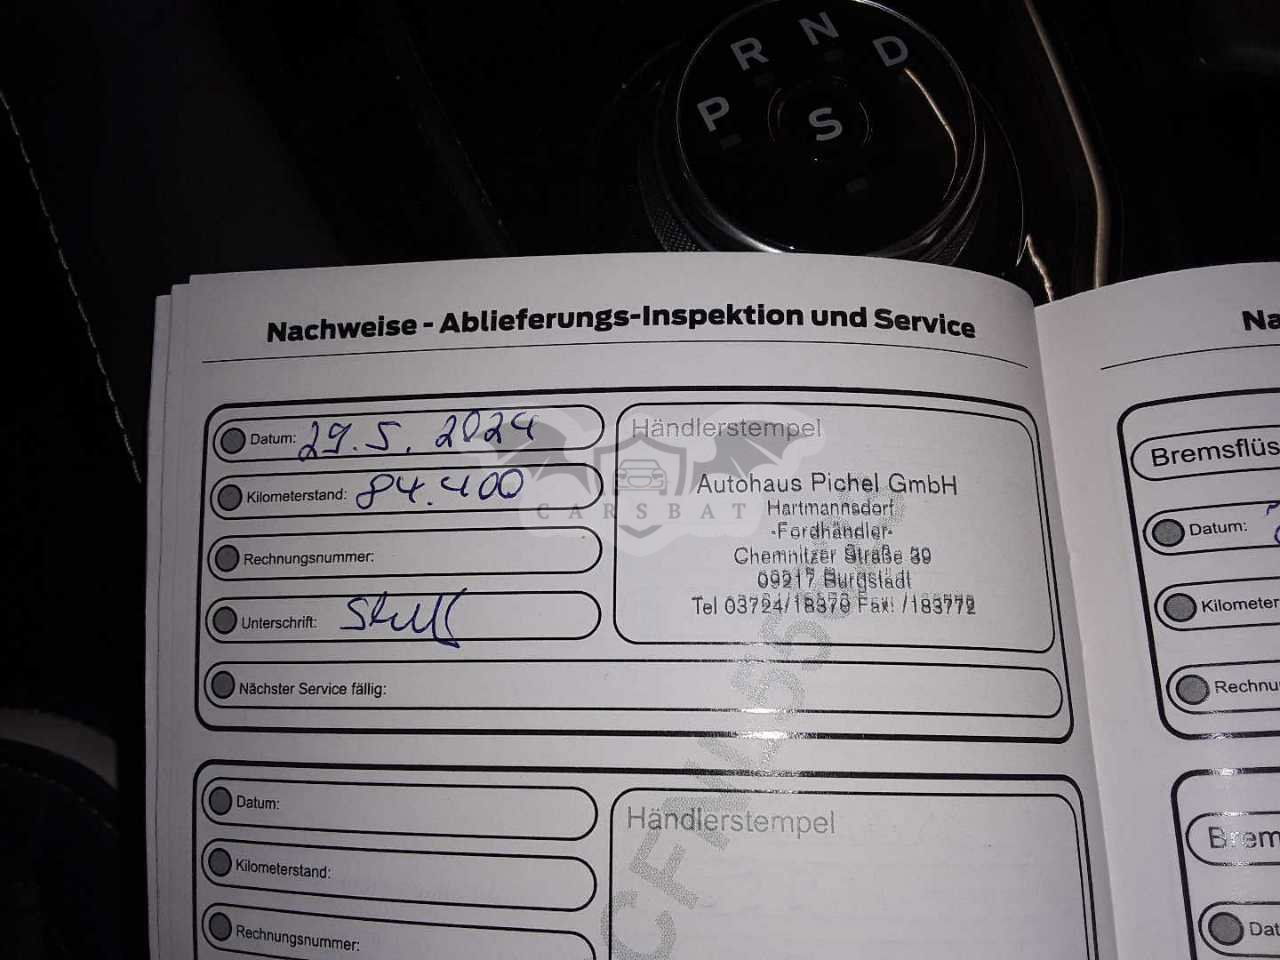 P R N D
S
Nachweise - Ablieferungs-Inspektion und Service
Datum: 29.5.2024
Kilometerstand: 84.400
Rechnungsnummer:
Unterschrift:
Nächster Service fällig:
Händlerstempel
Autohaus Pichel GmbH
Hartmannsdorf
-Fordhändler-
Chemnitzer Straße 39
09217 Burgstädt
Tel 03724/18370 Fax: /183772
CARSBAT
Datum:
Kilometerstand:
Rechnungsnummer:
Händlerstempel
Na
Bremsflüs
Datum:
Kilometer
Rechnu
Brem
Dat